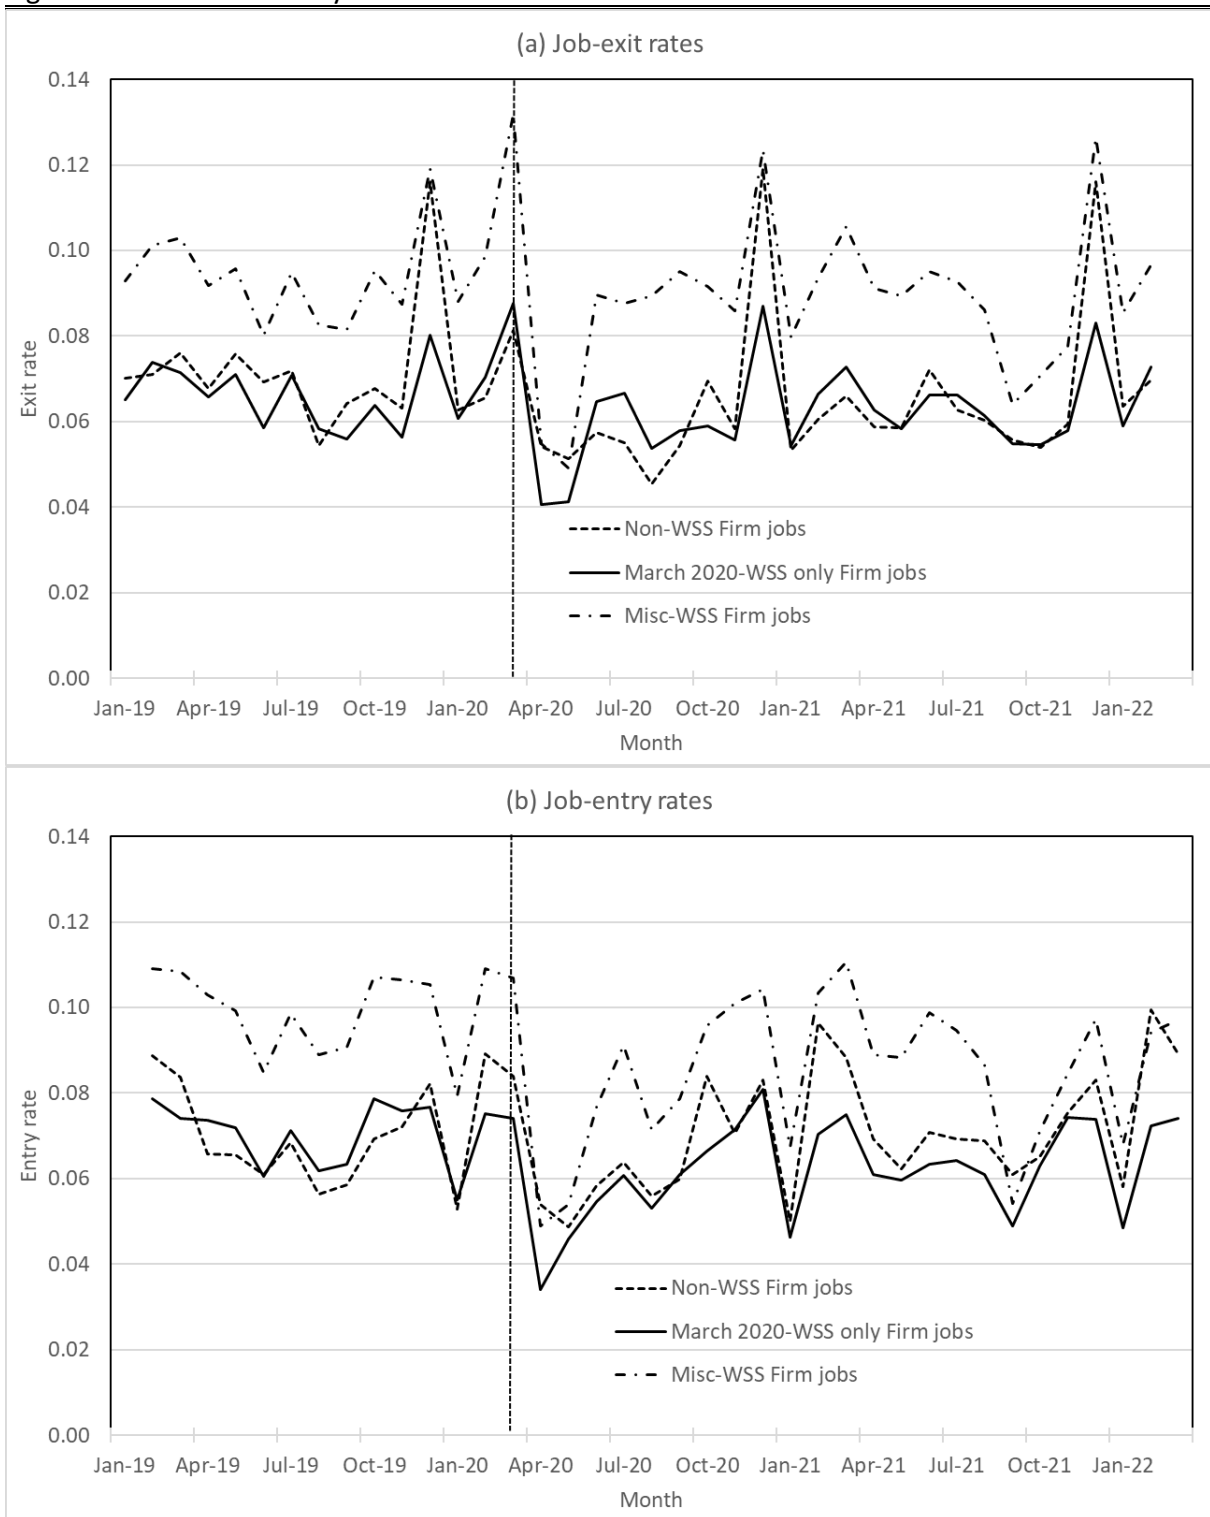 (a) Job-exit rates
0.14
0.12
0.10
0.08
0.06
0.04
0.02
0.00
Exit rate
Non-WSS Firm jobs
March 2020-WSS only Firm jobs
Misc-WSS Firm jobs
Jan-19 Apr-19 Jul-19 Oct-19 Jan-20 Apr-20 Jul-20 Oct-20 Jan-21 Apr-21 Jul-21 Oct-21 Jan-22
Month
(b) Job-entry rates
0.14
0.12
0.10
0.08
0.06
0.04
0.02
0.00
Entry rate
Non-WSS Firm jobs
March 2020-WSS only Firm jobs
Misc-WSS Firm jobs
Jan-19 Apr-19 Jul-19 Oct-19 Jan-20 Apr-20 Jul-20 Oct-20 Jan-21 Apr-21 Jul-21 Oct-21 Jan-22
Month